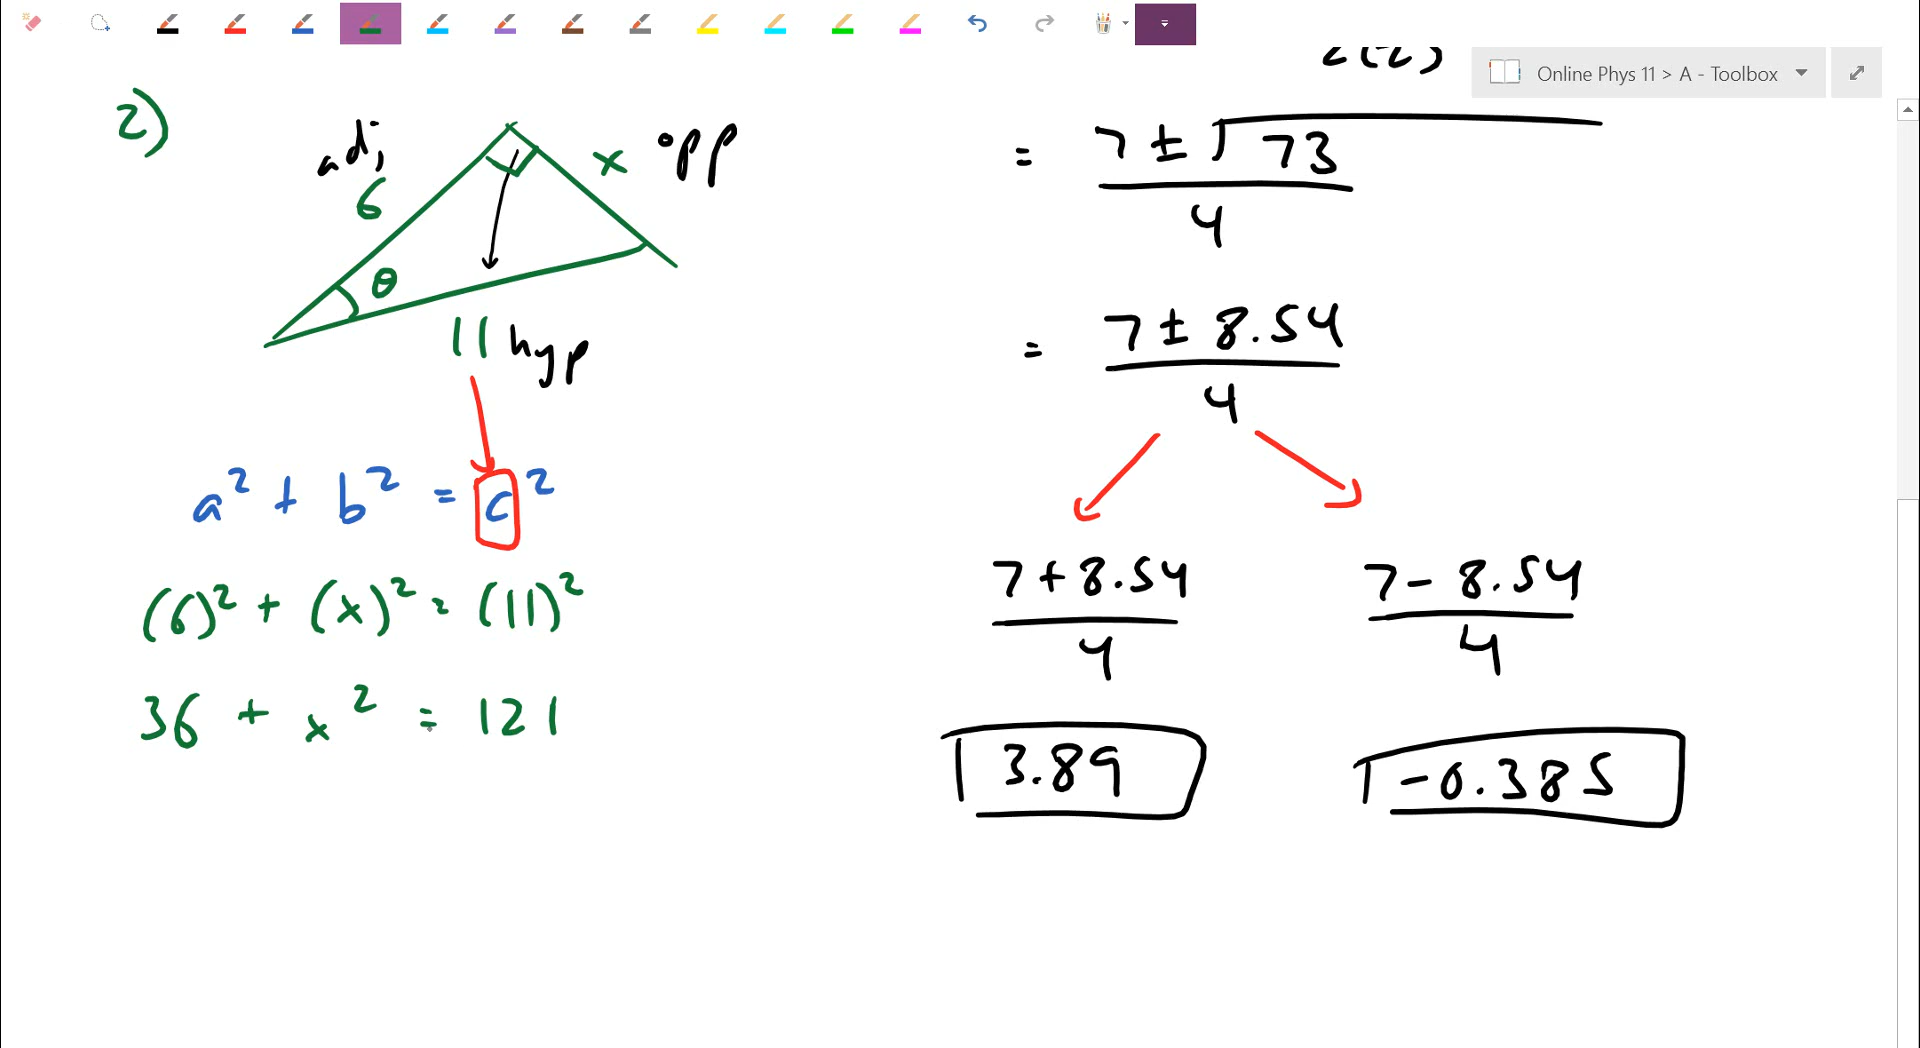 2(2)
Online Phys 11 > A - Toolbox
2)
adj
6
x opp
θ
11 hyp
a² + b² = c²
(6)² + (x)² = (11)²
36 + x² = 121
= 7 ± √73
4
= 7 ± 8.54
4
7 + 8.54
4
3.89
7 - 8.54
4
-0.385